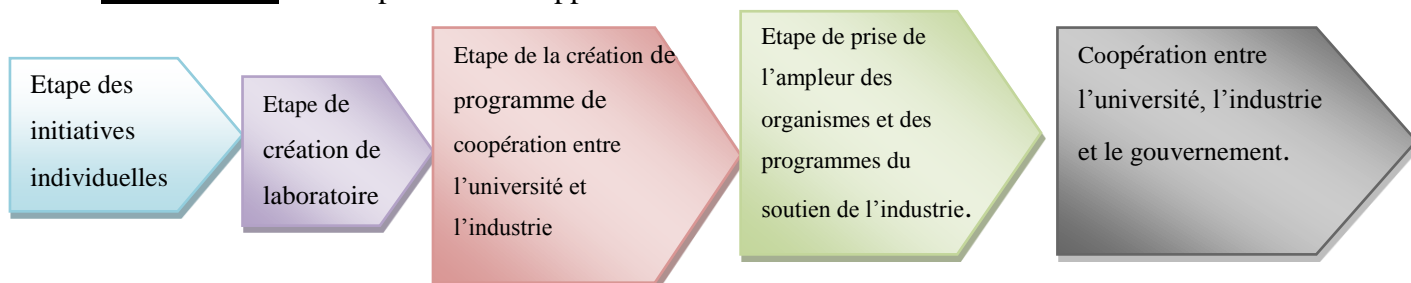 Etape des
initiatives
individuelles
Etape de
création de
laboratoire
Etape de la création de
programme de
coopération entre
l’université et
l’industrie
Etape de prise de
l’ampleur des
organismes et des
programmes du
soutien de l’industrie.
Coopération entre
l’université, l’industrie
et le gouvernement.